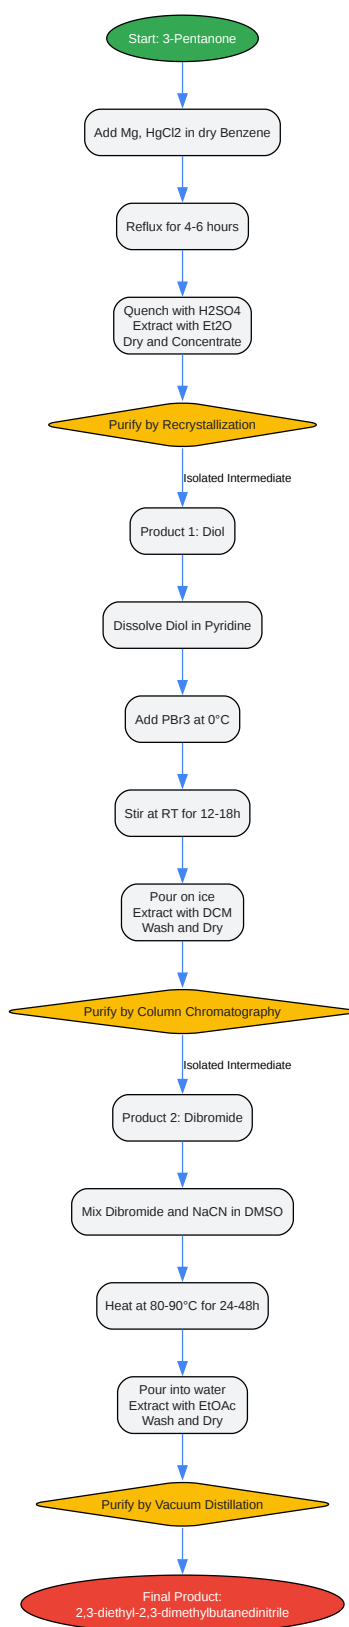 Start: 3-Pentanone
Add Mg, HgCl2 in dry Benzene
Reflux for 4-6 hours
Quench with H2SO4
Extract with Et2O
Dry and Concentrate
Purify by Recrystallization
Isolated Intermediate
Product 1: Diol
Dissolve Diol in Pyridine
Add PBr3 at 0°C
Stir at RT for 12-18h
Pour on ice
Extract with DCM
Wash and Dry
Purify by Column Chromatography
Isolated Intermediate
Product 2: Dibromide
Mix Dibromide and NaCN in DMSO
Heat at 80-90°C for 24-48h
Pour into water
Extract with EtOAc
Wash and Dry
Purify by Vacuum Distillation
Final Product:
2,3-diethyl-2,3-dimethylbutanedinitrile